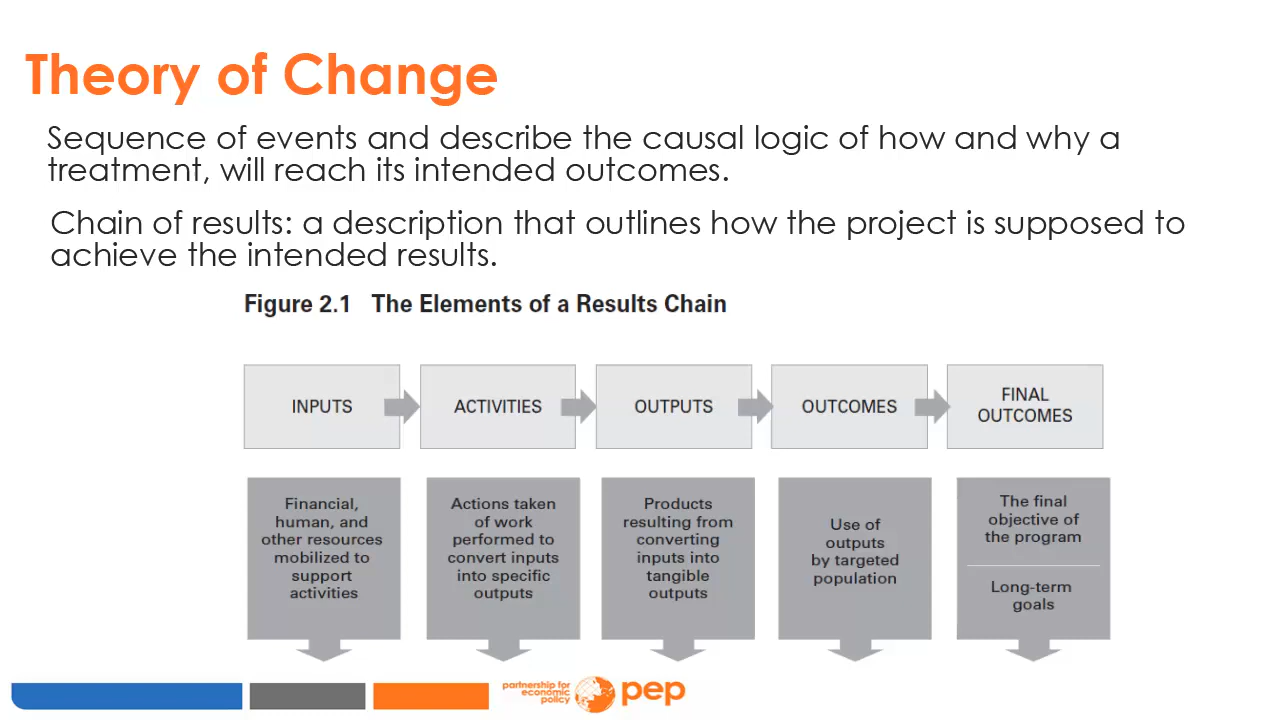 Theory of Change
Sequence of events and describe the causal logic of how and why a
treatment, will reach its intended outcomes.
Chain of results: a description that outlines how the project is supposed to
achieve the intended results.
Figure 2.1 The Elements of a Results Chain
INPUTS
ACTIVITIES
OUTPUTS
OUTCOMES
FINAL
OUTCOMES
Financial,
human, and
other resources
mobilized to
support
activities
Actions taken
of work
performed to
convert inputs
into specific
outputs
Products
resulting from
converting
inputs into
tangible
outputs
Use of
outputs
by targeted
population
The final
objective of
the program
Long-term
goals
partnership for
economic
policy
pep